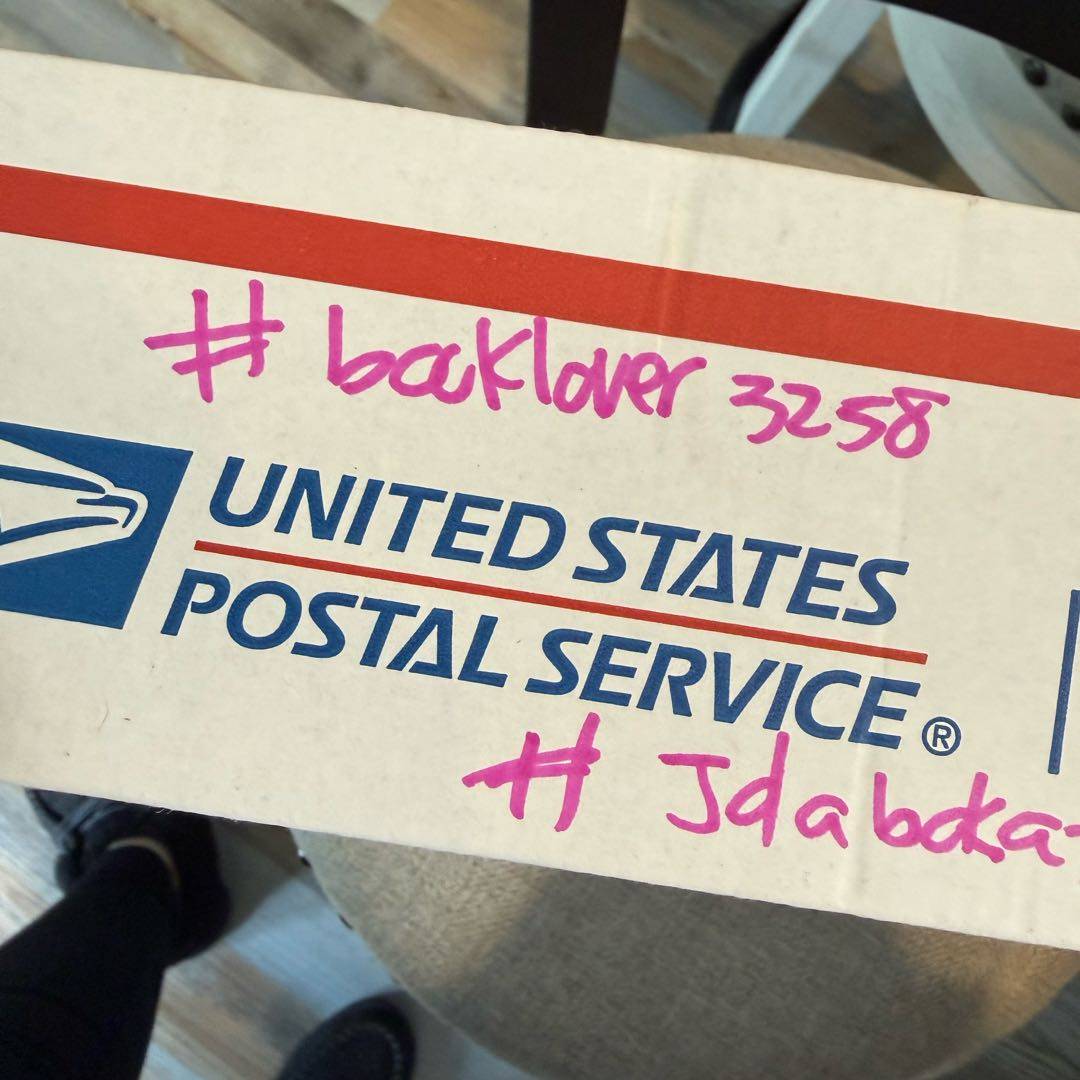 # booklover 3258
UNITED STATES
POSTAL SERVICE®
# Jdabdka